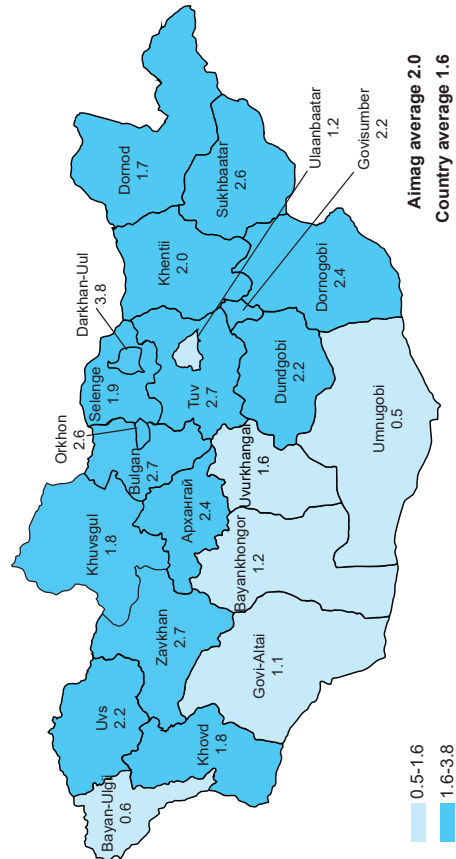 Bayan-Ulgii
0.6
Uvs
2.2
Khovd
1.8
Zavkhan
2.7
Govi-Altai
1.1
Khuvsgul
1.8
Архангай
2.4
Bayankhongor
1.2
Orkhon
2.6
Bulgan
2.7
Uvurkhangai
1.6
Selenge
1.9
Darkhan-Uul
3.8
Tuv
2.7
Dundgobi
2.2
Umnugobi
0.5
Khentii
2.0
Dornogobi
2.4
Dornod
1.7
Sukhbaatar
2.6
Ulaanbaatar
1.2
Govisumber
2.2
0.5-1.6
1.6-3.8
Aimag average 2.0
Country average 1.6